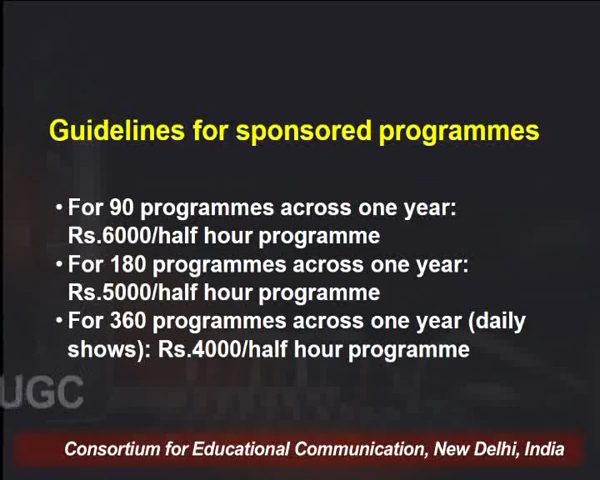 Guidelines for sponsored programmes
• For 90 programmes across one year:
Rs.6000/half hour programme
• For 180 programmes across one year:
Rs.5000/half hour programme
• For 360 programmes across one year (daily
shows): Rs.4000/half hour programme
UGC
Consortium for Educational Communication, New Delhi, India